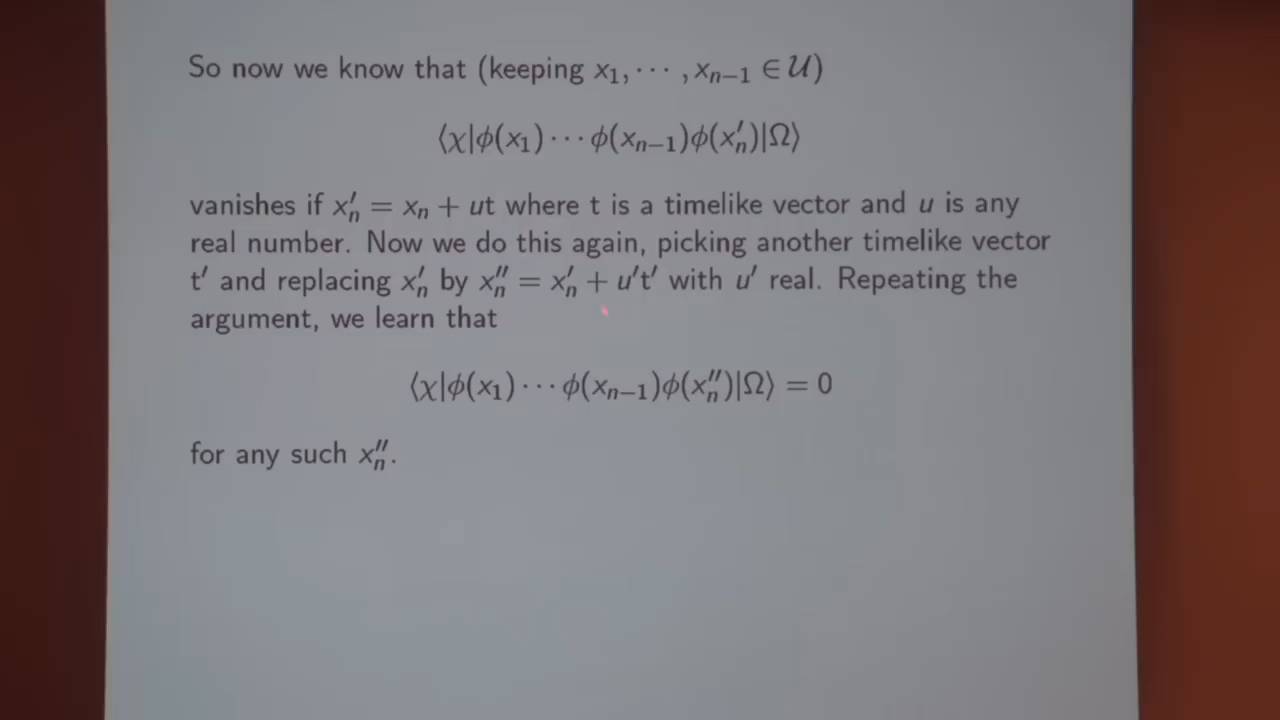 So now we know that (keeping x₁, ⋯ , xₙ₋₁ ∈ 𝒰)
⟨χ|ϕ(x₁) ⋯ ϕ(xₙ₋₁)ϕ(x′ₙ)|Ω⟩
vanishes if x′ₙ = xₙ + ut where t is a timelike vector and u is any
real number. Now we do this again, picking another timelike vector
t′ and replacing x′ₙ by x′′ₙ = x′ₙ + u′t′ with u′ real. Repeating the
argument, we learn that
⟨χ|ϕ(x₁) ⋯ ϕ(xₙ₋₁)ϕ(x′′ₙ)|Ω⟩ = 0
for any such x′′ₙ.